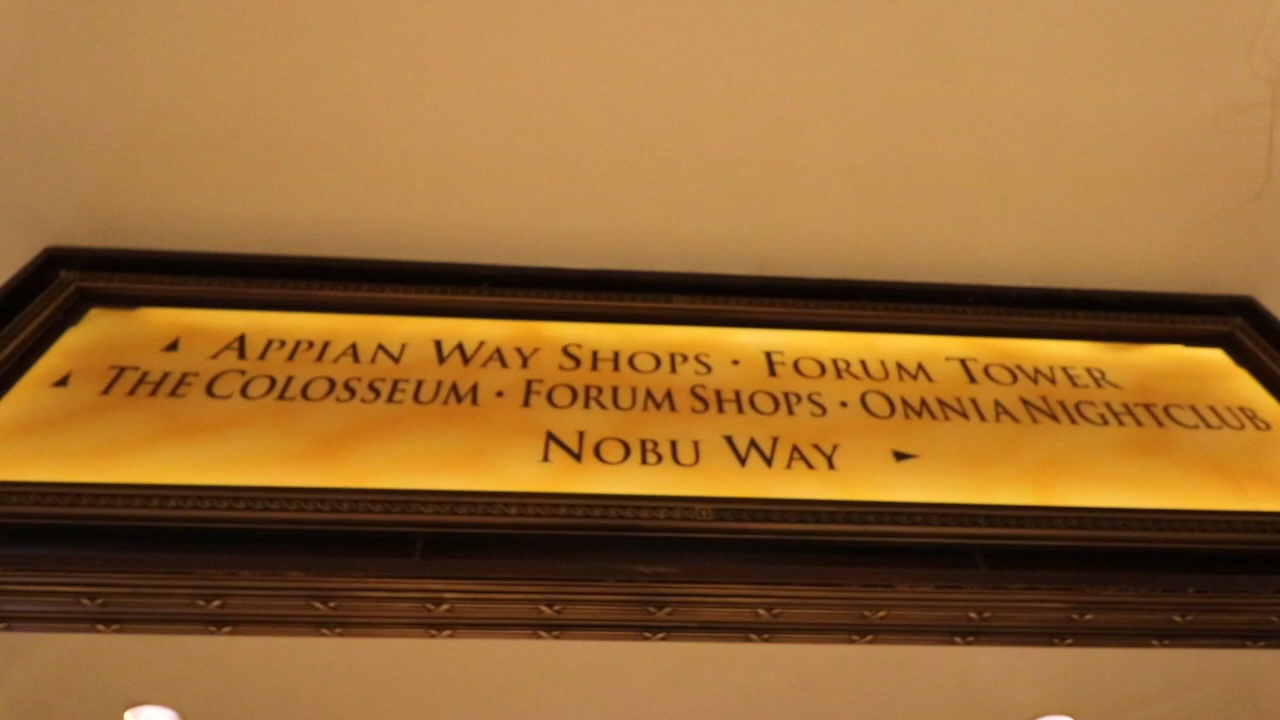 APPIAN WAY SHOPS · FORUM TOWER
THE COLOSSEUM · FORUM SHOPS · OMNIA NIGHTCLUB
NOBU WAY